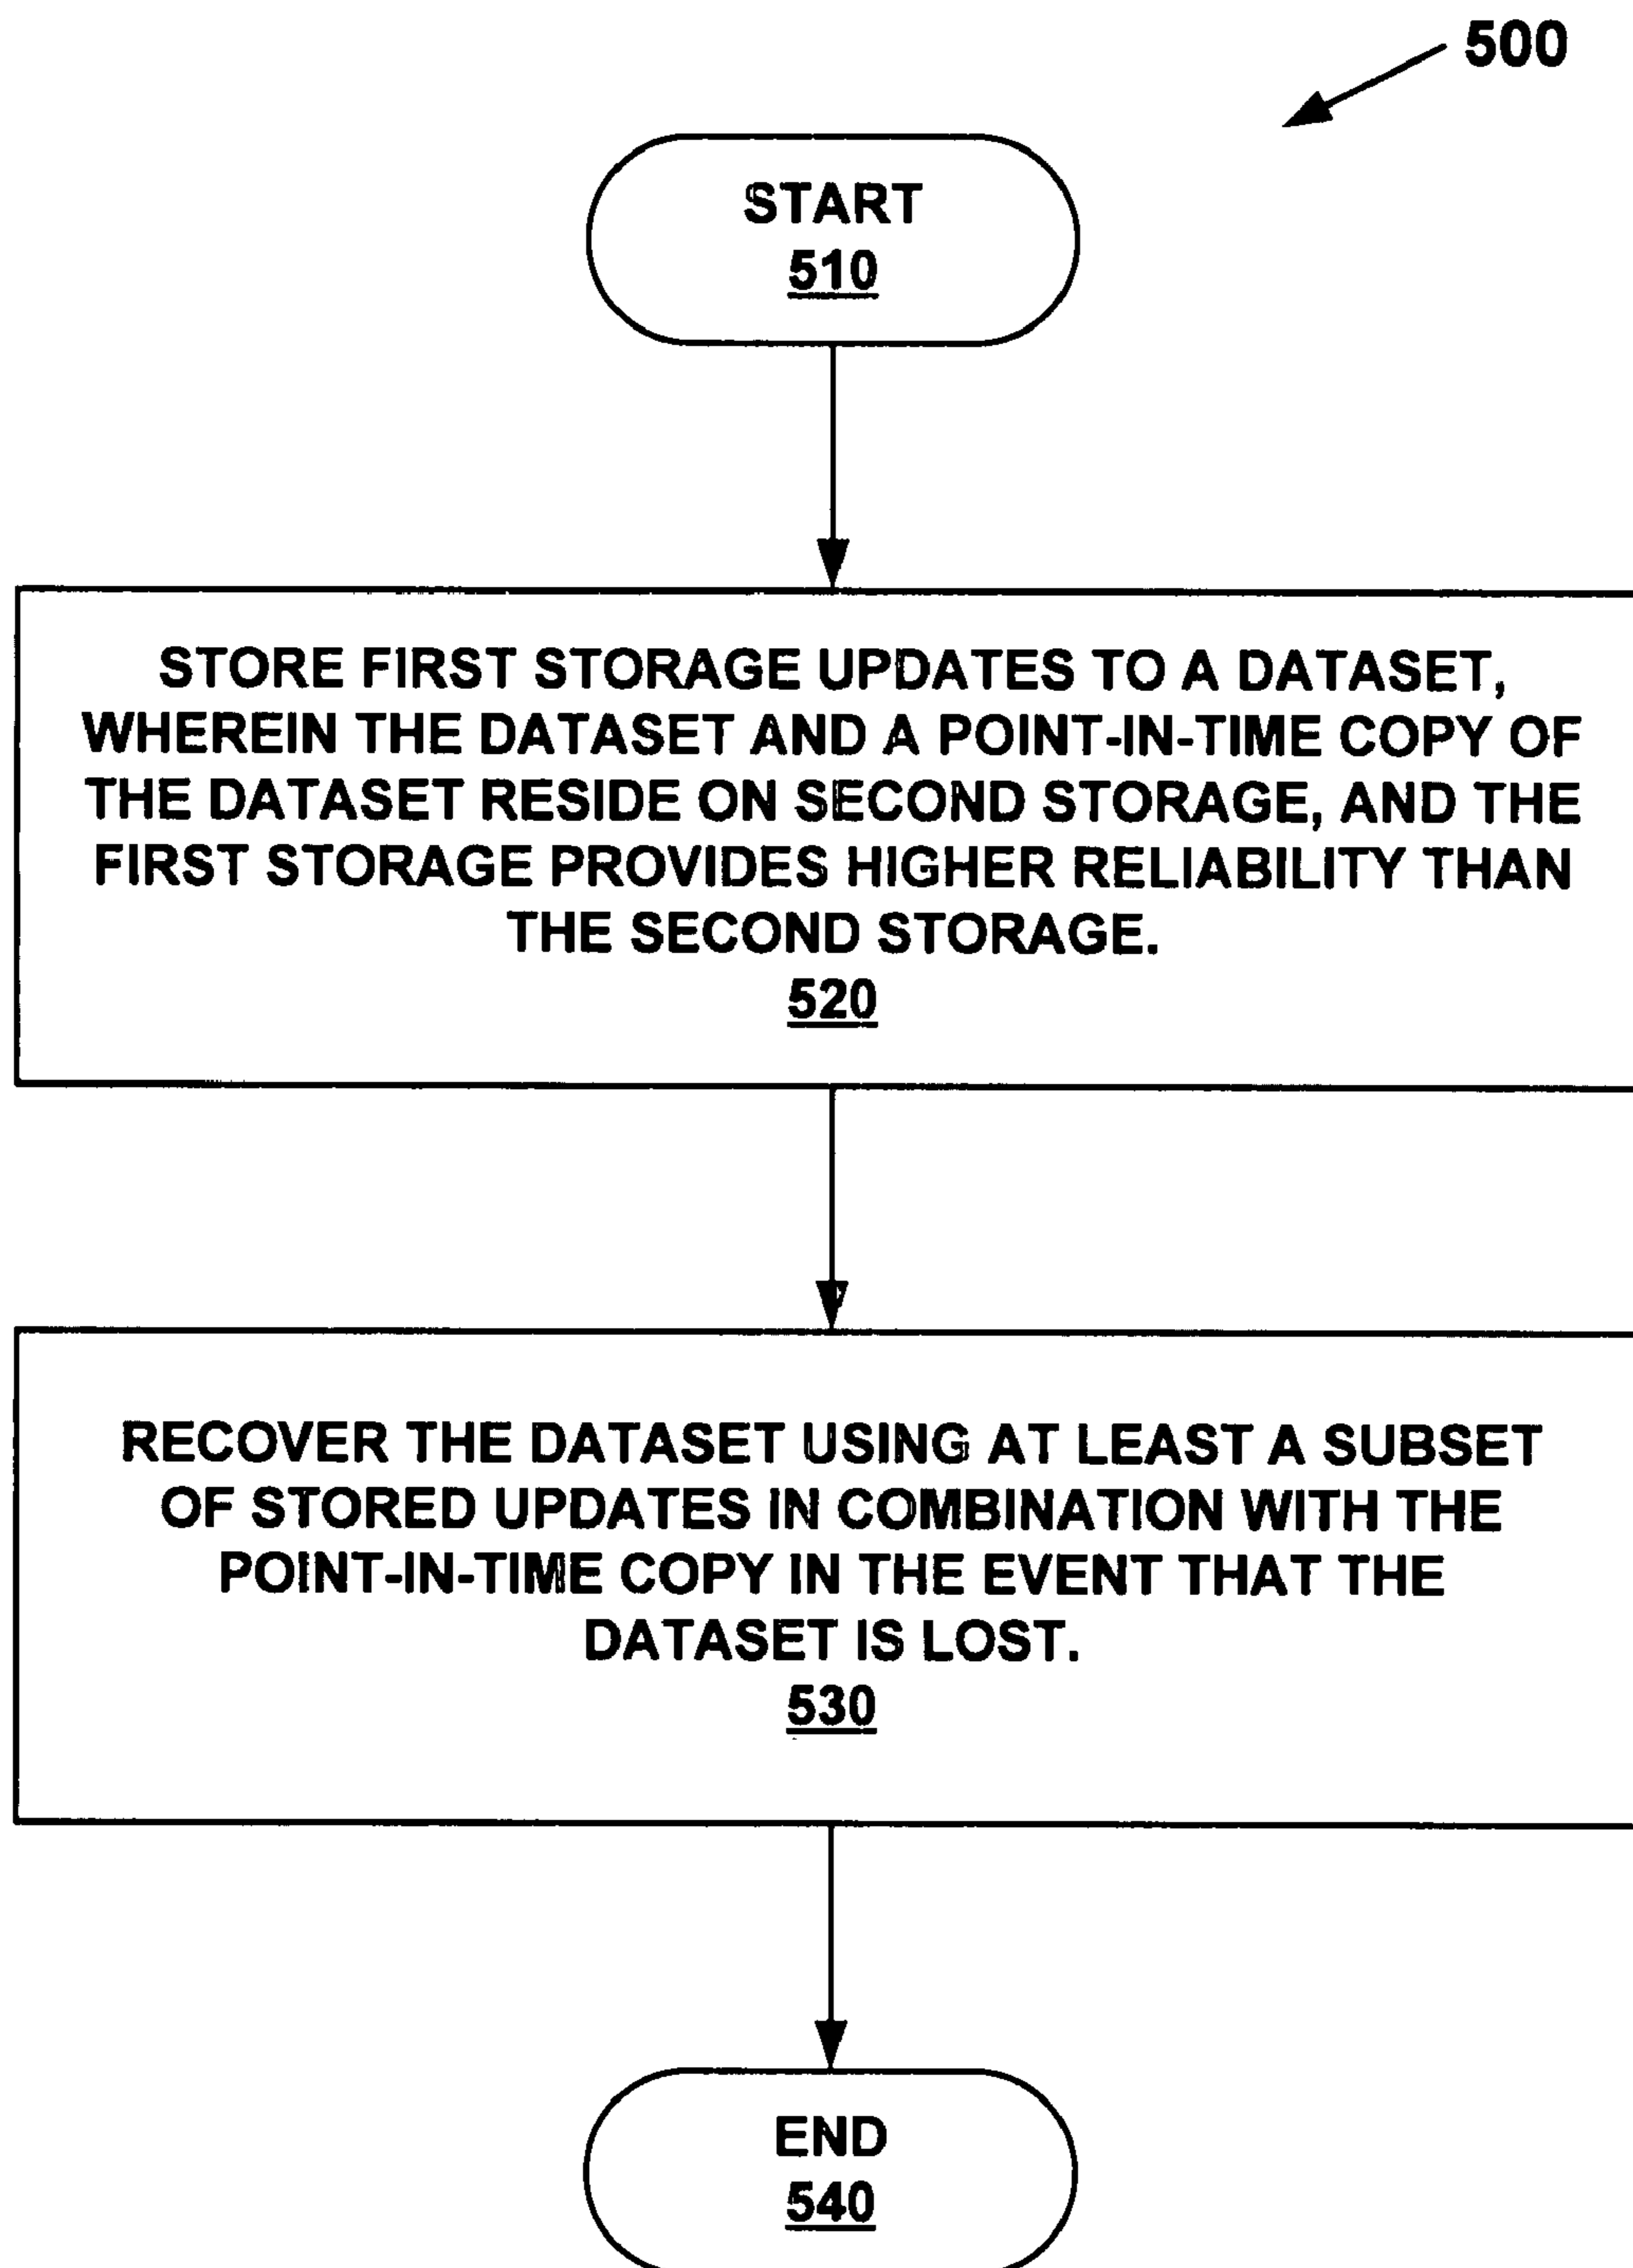 500
START
510
STORE FIRST STORAGE UPDATES TO A DATASET,
WHEREIN THE DATASET AND A POINT-IN-TIME COPY OF
THE DATASET RESIDE ON SECOND STORAGE, AND THE
FIRST STORAGE PROVIDES HIGHER RELIABILITY THAN
THE SECOND STORAGE.
520
RECOVER THE DATASET USING AT LEAST A SUBSET
OF STORED UPDATES IN COMBINATION WITH THE
POINT-IN-TIME COPY IN THE EVENT THAT THE
DATASET IS LOST.
530
END
540